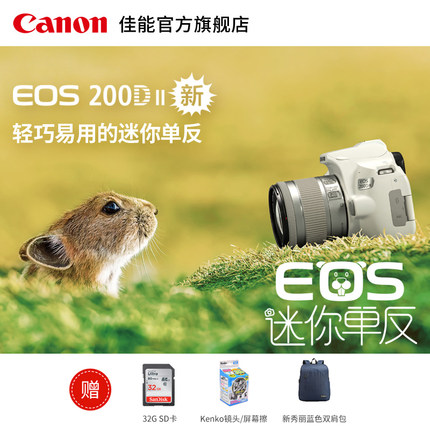 Canon 佳能官方旗舰店
EOS 200D II 新
轻巧易用的迷你单反
EOS
迷你单反
赠
SanDisk
Ultra
32GB
32G SD卡
Kenko镜头/屏幕擦
新秀丽蓝色双肩包